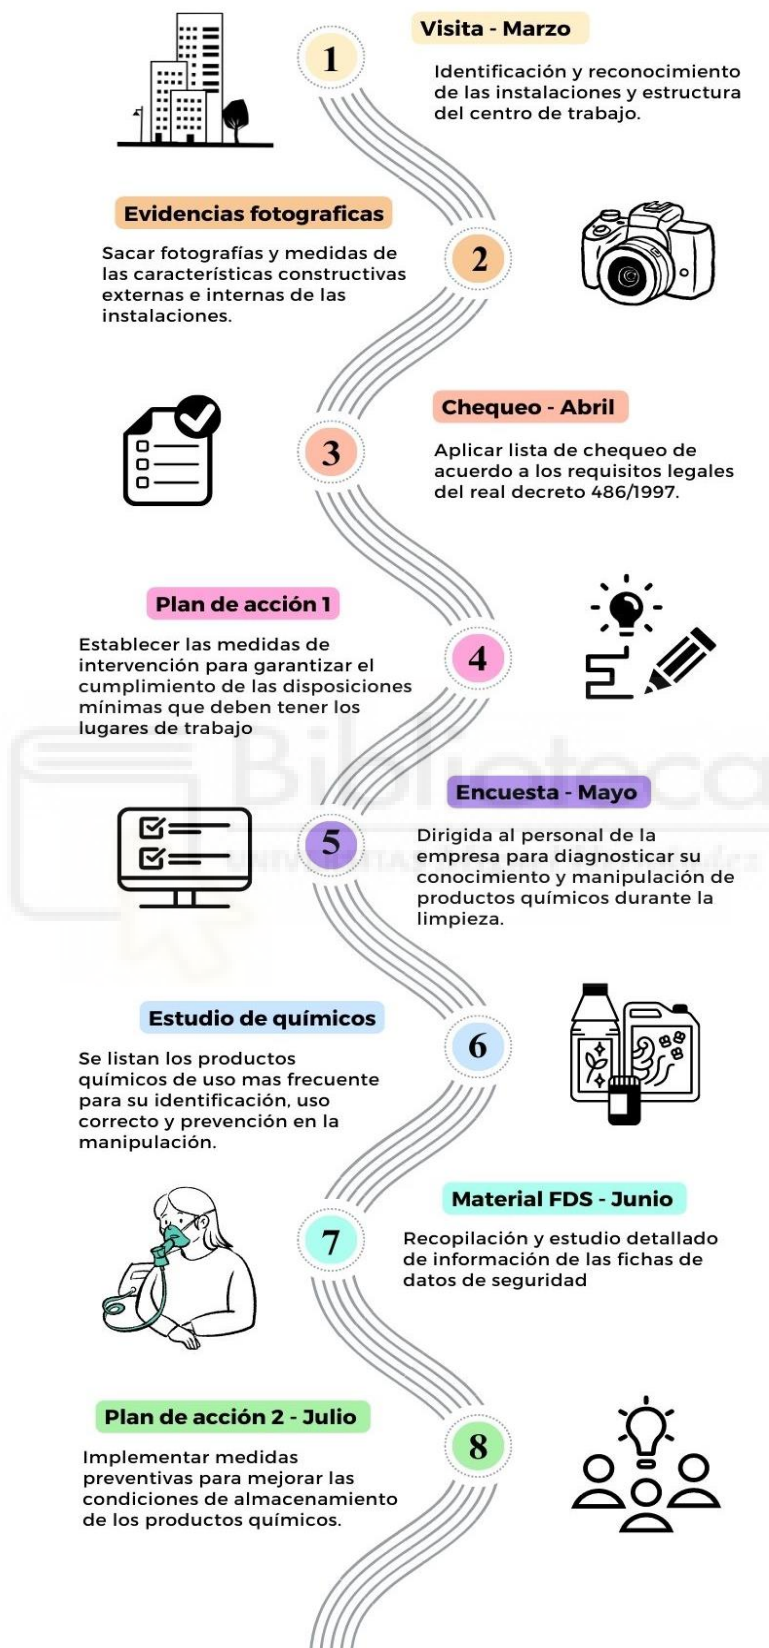 1
Visita - Marzo
Identificación y reconocimiento
de las instalaciones y estructura
del centro de trabajo.
Evidencias fotograficas
Sacar fotografías y medidas de
las características constructivas
externas e internas de las
instalaciones.
2
3
Chequeo - Abril
Aplicar lista de chequeo de
acuerdo a los requisitos legales
del real decreto 486/1997.
Plan de acción 1
Establecer las medidas de
intervención para garantizar el
cumplimiento de las disposiciones
mínimas que deben tener los
lugares de trabajo
4
Biblioteca
5
Encuesta - Mayo
Dirigida al personal de la
empresa para diagnosticar su
conocimiento y manipulación de
productos químicos durante la
limpieza.
Estudio de químicos
Se listan los productos
químicos de uso mas frecuente
para su identificación, uso
correcto y prevención en la
manipulación.
6
7
Material FDS - Junio
Recopilación y estudio detallado
de información de las fichas de
datos de seguridad
Plan de acción 2 - Julio
Implementar medidas
preventivas para mejorar las
condiciones de almacenamiento
de los productos químicos.
8